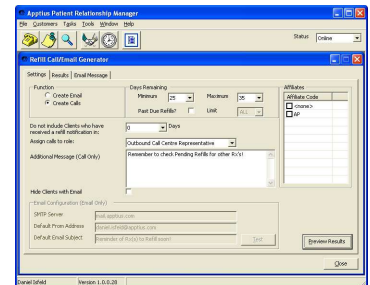 Apptius Patient Relationship Manager
File Customers Tasks Tools Window Help
Status Online
Refill Call/Email Generator
Settings Results Email Message
Function
Create Email
Create Calls
Days Remaining
Minimum 25 Maximum 35
Past Due Refills? Limit ALL
Affiliates
Affiliate Code
<none>
AP
Do not include Clients who have received a refill notification in: 0 Days
Assign calls to role: Outbound Call Centre Representative
Additional Message (Call Only) Remember to check Pending Refills for other Rx's!
Hide Clients with Email
Email Configuration (Email Only)
SMTP Server mail.apptius.com
Default From Address daniel.isfeld@apptius.com
Default Email Subject Reminder of Rx(s) to Refill soon!
Test
Preview Results
Close
Daniel Isfeld Version 1.0.0.28